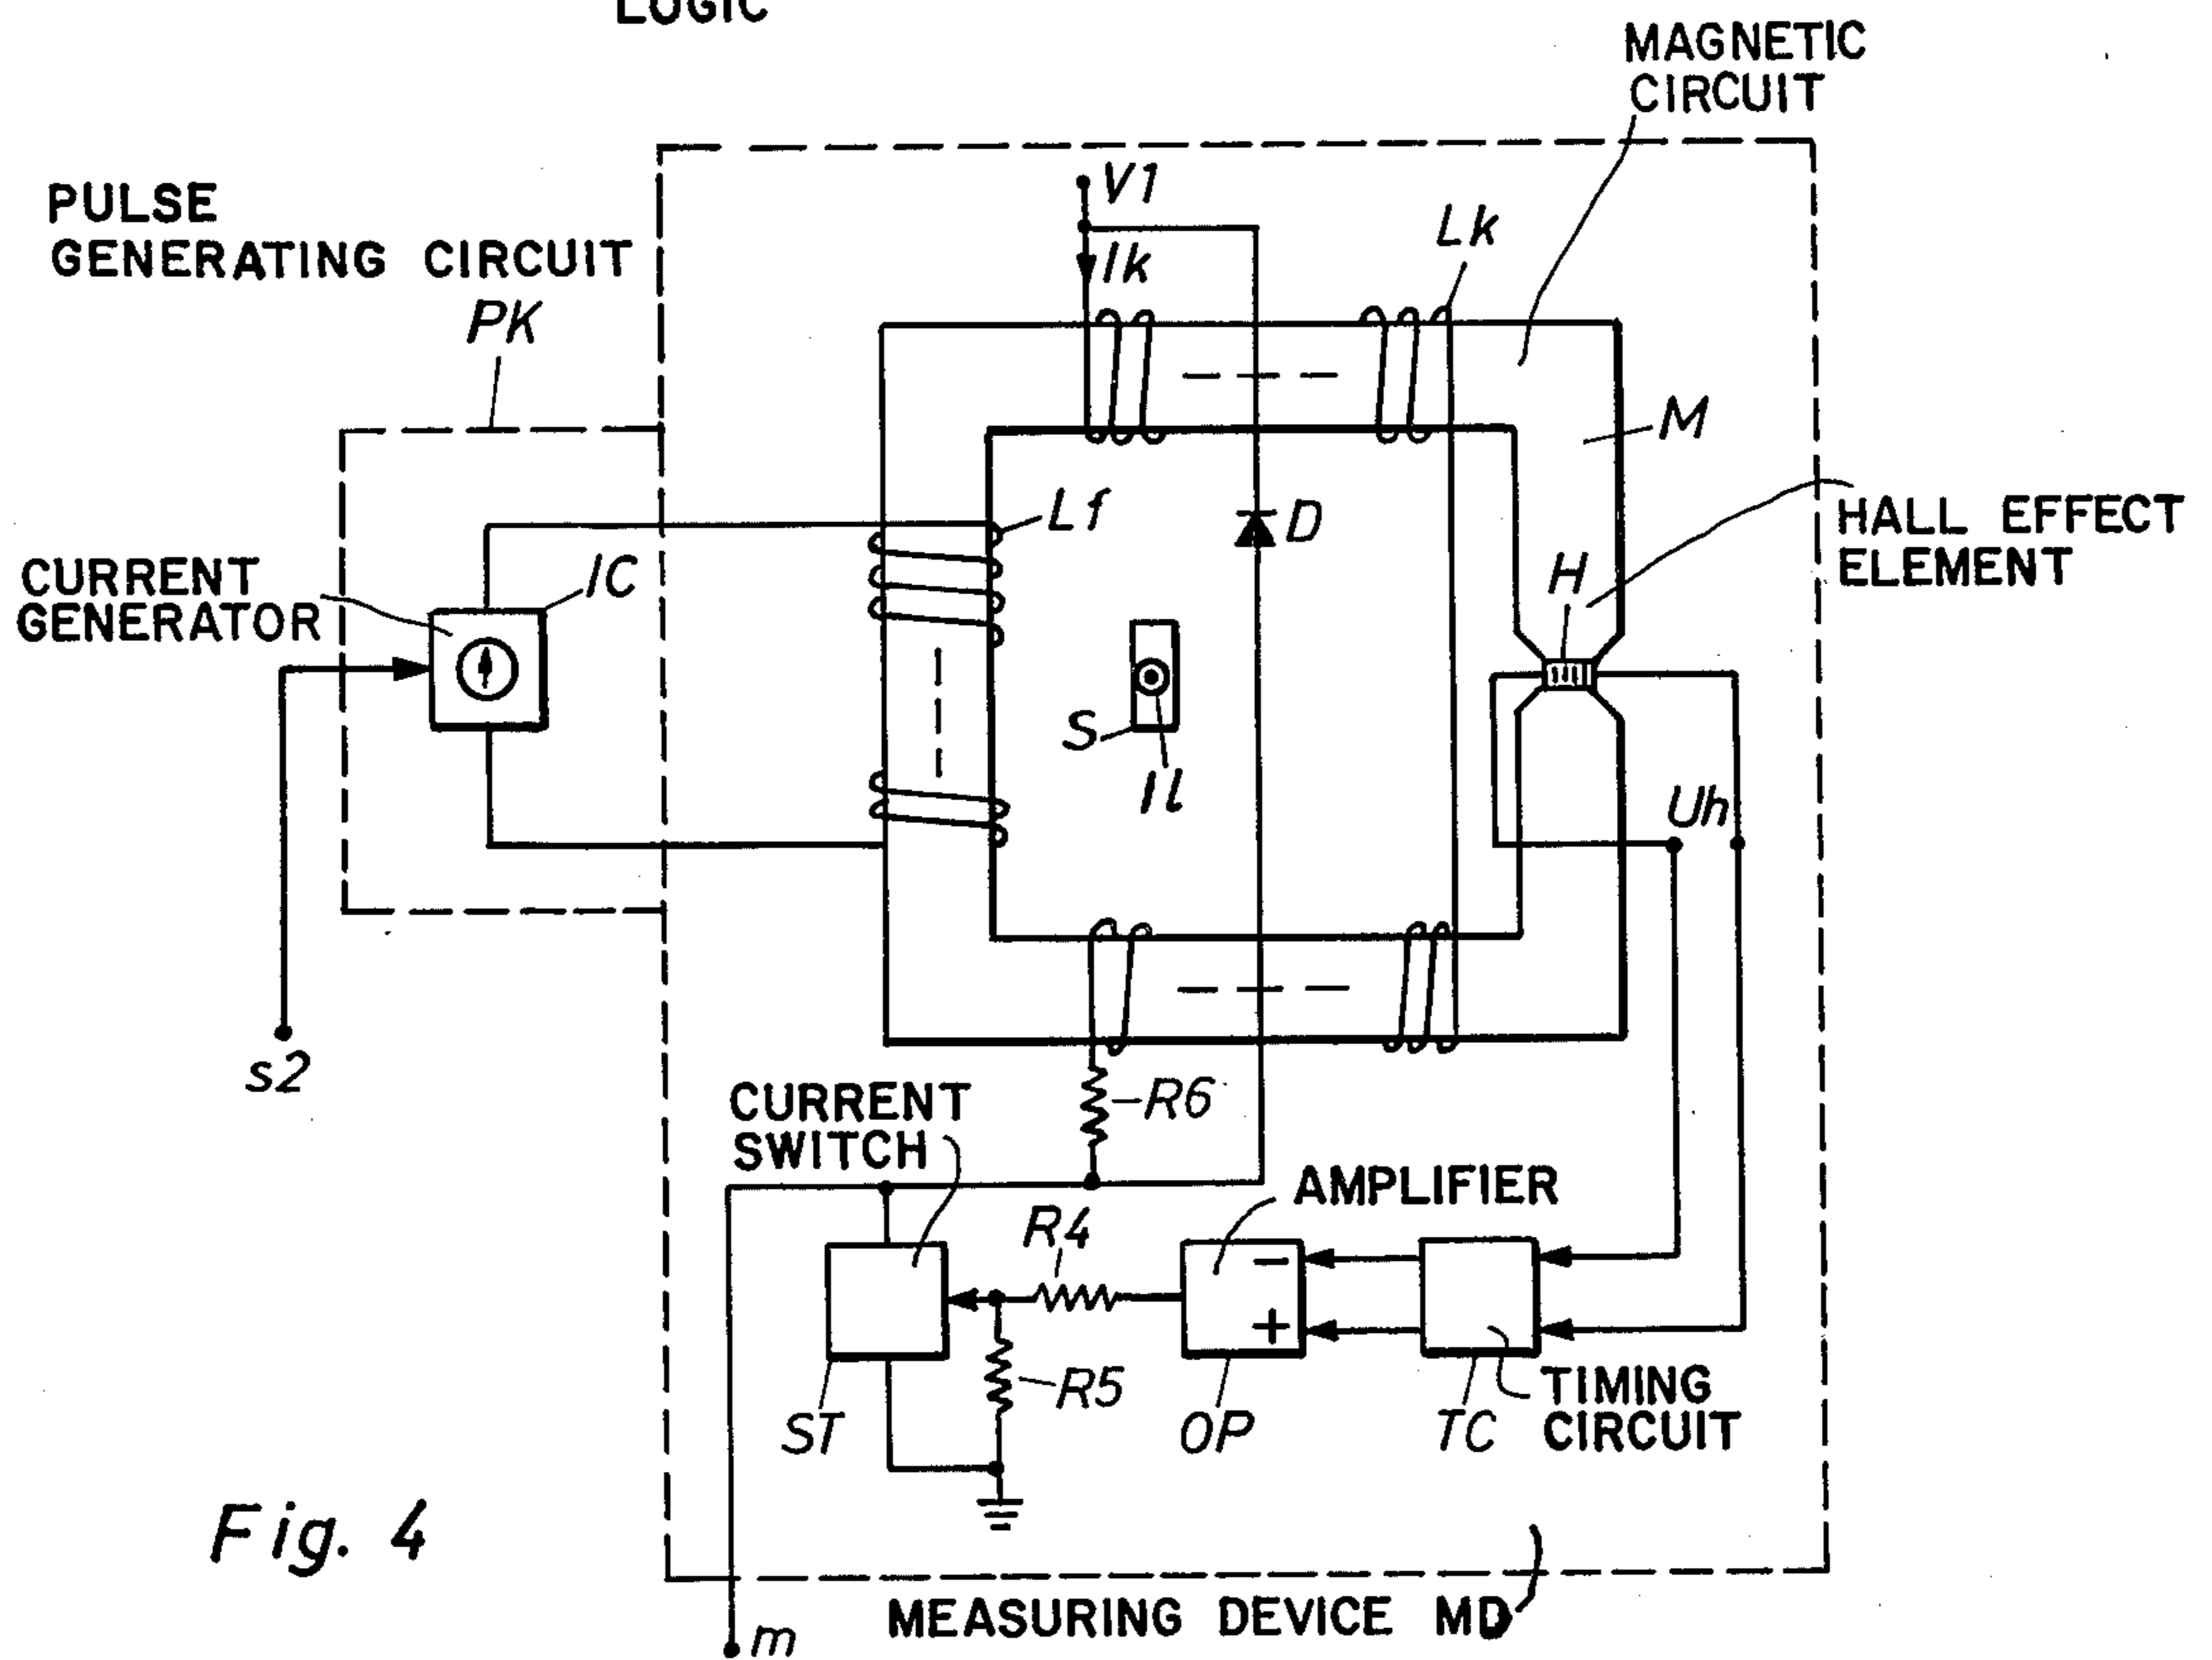 LOGIC
MAGNETIC
CIRCUIT
PULSE
GENERATING CIRCUIT
PK
V1
Ik
Lk
M
Lf
D
HALL EFFECT
ELEMENT
H
CURRENT
GENERATOR
IC
S
Il
Uh
s2
R6
CURRENT
SWITCH
AMPLIFIER
R4
−
+
R5
ST
OP
TC
TIMING
CIRCUIT
Fig. 4
MEASURING DEVICE MD
m